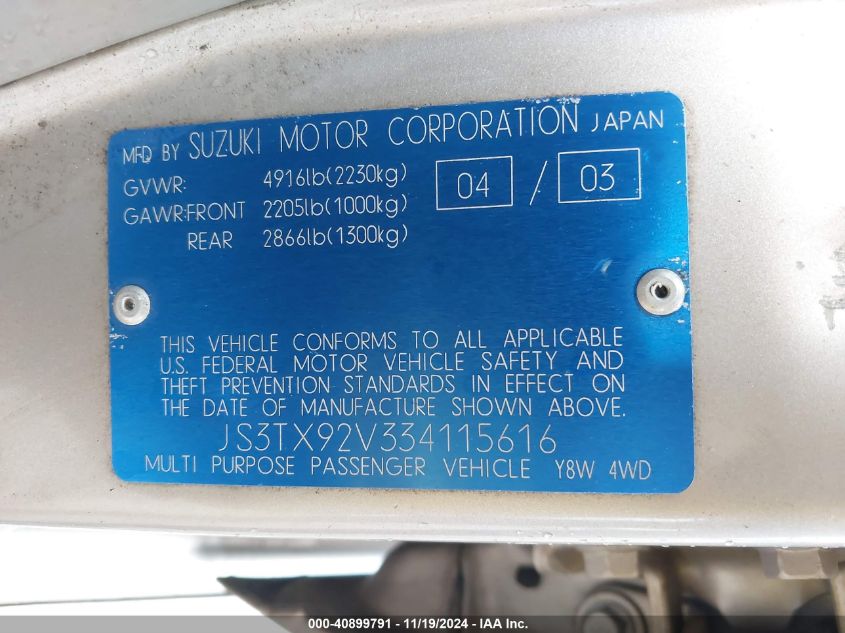 MFD BY SUZUKI MOTOR CORPORATION JAPAN
GVWR: 4916lb(2230kg) 04 / 03
GAWR:FRONT 2205lb(1000kg)
REAR 2866lb(1300kg)
THIS VEHICLE CONFORMS TO ALL APPLICABLE
U.S. FEDERAL MOTOR VEHICLE SAFETY AND
THEFT PREVENTION STANDARDS IN EFFECT ON
THE DATE OF MANUFACTURE SHOWN ABOVE.
JS3TX92V334115616
MULTI PURPOSE PASSENGER VEHICLE Y8W 4WD
000-40899791 - 11/19/2024 - IAA Inc.